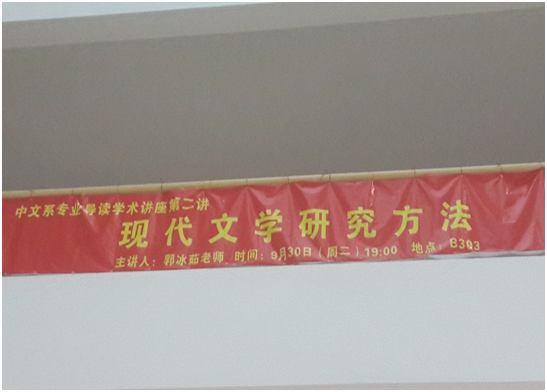 中文系专业导读学术讲座第二讲
现代文学研究方法
主讲人：郭冰茹老师 时间：9月30日（周二）19:00 地点：B303